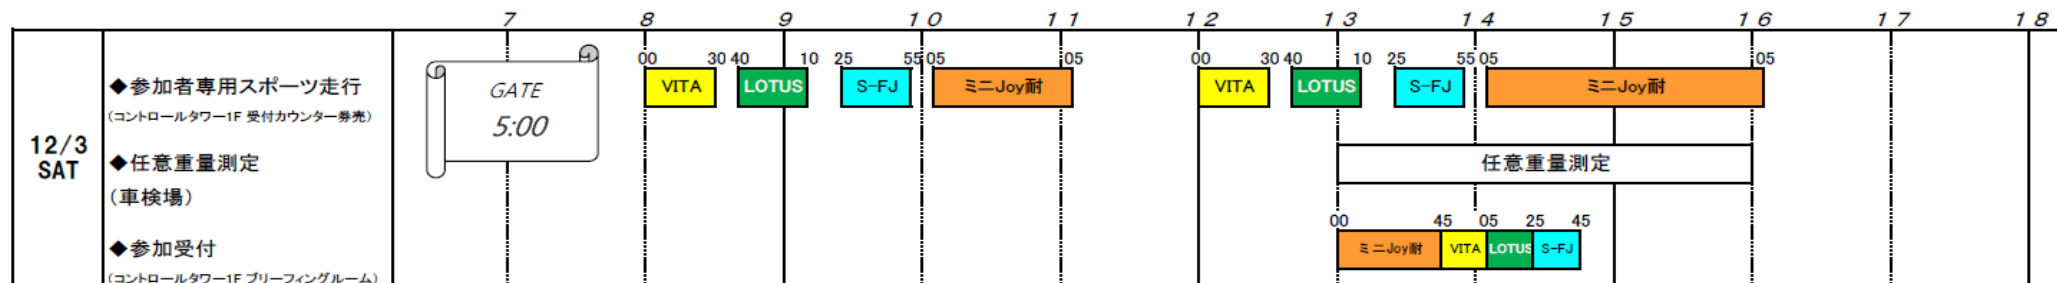 7 8 9 10 11 12 13 14 15 16 17 18
12/3
SAT
◆参加者専用スポーツ走行
(コントロールタワー1F 受付カウンター券売)
GATE
5:00
00 30 40 10 25 55 05 05 00 30 40 10 25 55 05 05
VITA LOTUS S-FJ ミニJoy耐 VITA LOTUS S-FJ ミニJoy耐
◆任意重量測定
(車検場)
任意重量測定
◆参加受付
(コントロールタワー1F ブリーフィングルーム)
00 45 05 25 45
ミニJoy耐 VITA LOTUS S-FJ